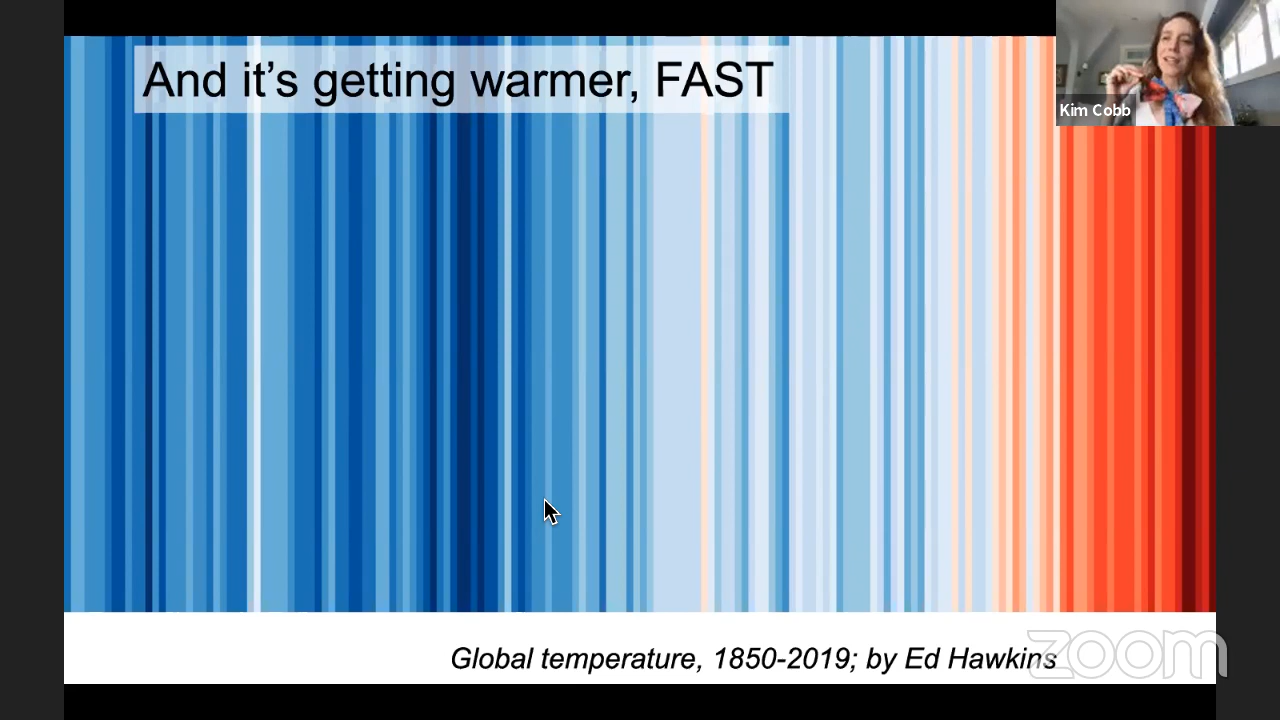 And it’s getting warmer, FAST
Kim Cobb
Global temperature, 1850-2019; by Ed Hawkins
zoom